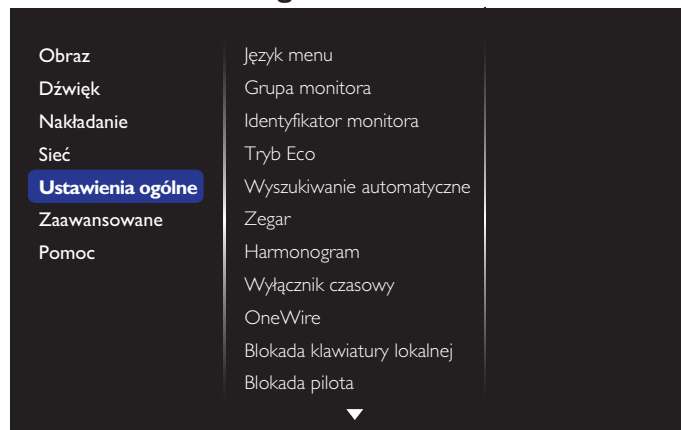 Obraz
Dźwięk
Nakładanie
Sieć
Ustawienia ogólne
Zaawansowane
Pomoc
Język menu
Grupa monitora
Identyfikator monitora
Tryb Eco
Wyszukiwanie automatyczne
Zegar
Harmonogram
Wyłącznik czasowy
OneWire
Blokada klawiatury lokalnej
Blokada pilota